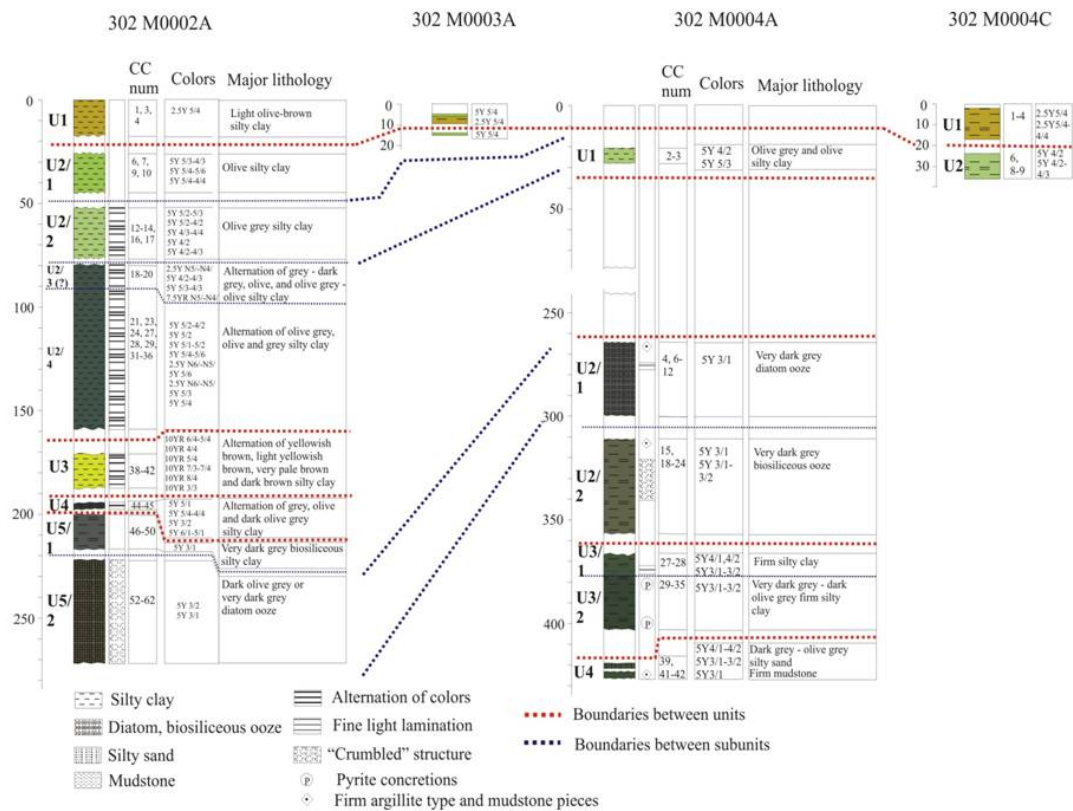 302 M0002A
302 M0003A
302 M0004A
302 M0004C
CC num
Colors
Major lithology
0
50
100
150
200
250
U1
1, 3,
4
2.5Y 5/4
Light olive-brown
silty clay
U2/
1
6, 7,
9, 10
5Y 5/3-4/3
5Y 5/4-5/6
5Y 5/4-4/4
Olive silty clay
U2/
2
12-14,
16, 17
5Y 5/2-5/3
5Y 5/2-4/2
5Y 4/3-4/4
5Y 4/2
5Y 4/2-4/3
Olive grey silty clay
U2/
3 (?)
18-20
2.5Y N5/-N4/
5Y 4/2-4/3
5Y 5/3-4/3
7.5YR N5/-N4/
Alternation of grey - dark
grey, olive, and olive grey -
olive silty clay
U2/
4
21, 23,
24, 27,
28, 29,
31-36
5Y 5/2-4/2
5Y 5/2
5Y 5/1-5/2
5Y 5/4-5/6
2.5Y N6/-N5/
5Y 5/6
2.5Y N6/-N5/
5Y 5/3
5Y 5/4
Alternation of olive grey,
olive and grey silty clay
U3
38-42
10YR 6/4-5/4
10YR 4/4
10YR 5/4
10YR 7/3-7/4
10YR 8/4
10YR 3/3
Alternation of yellowish
brown, light yellowish
brown, very pale brown
and dark brown silty clay
U4
44-45
5Y 5/1
5Y 5/4-4/4
5Y 3/2
5Y 6/1-5/1
Alternation of grey, olive
and dark olive grey
silty clay
U5/
1
46-50
5Y 3/1
Very dark grey biosiliceous
silty clay
U5/
2
52-62
5Y 3/2
5Y 3/1
Dark olive grey or
very dark grey
diatom ooze
0
10
20
5Y 5/4
2.5Y 5/4
5Y 5/4
CC
num
Colors
Major lithology
0
50
250
300
350
400
U1
2-3
5Y 4/2
5Y 5/3
Olive grey and olive
silty clay
U2/
1
4, 6-
12
5Y 3/1
Very dark grey
diatom ooze
U2/
2
15,
18-24
5Y 3/1
5Y 3/1-
3/2
Very dark grey
biosiliceous ooze
U3/
1
27-28
5Y4/1,4/2
5Y3/1-3/2
Firm silty clay
U3/
2
29-35
5Y3/1-3/2
Very dark grey - dark
olive grey firm silty
clay
P
P
U4
39,
41-42
5Y4/1-4/2
5Y3/1-3/2
5Y3/1
Dark grey - olive grey
silty sand
Firm mudstone
0
10
20
30
U1
1-4
2.5Y5/4
2.5Y5/4-
4/4
U2
6,
8-9
5Y 4/2
5Y 4/2-
4/3
Silty clay
Diatom, biosiliceous ooze
Silty sand
Mudstone
Alternation of colors
Fine light lamination
"Crumbled" structure
P
Pyrite concretions
Firm argillite type and mudstone pieces
Boundaries between units
Boundaries between subunits